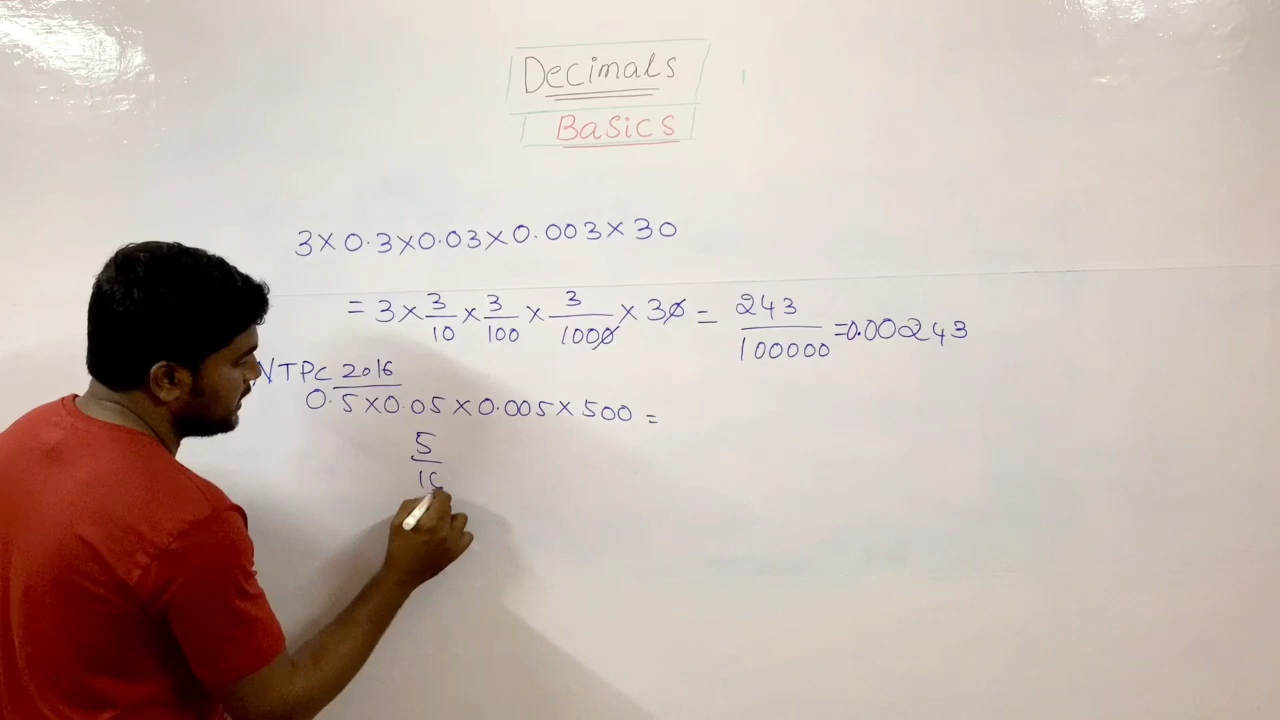 Decimals
Basics
3×0.3×0.03×0.003×30
= 3 × 3/10 × 3/100 × 3/1000 × 30 = 243/100000 =0.00243
NTPC 2016
0.5×0.05×0.005×500 =
5/10